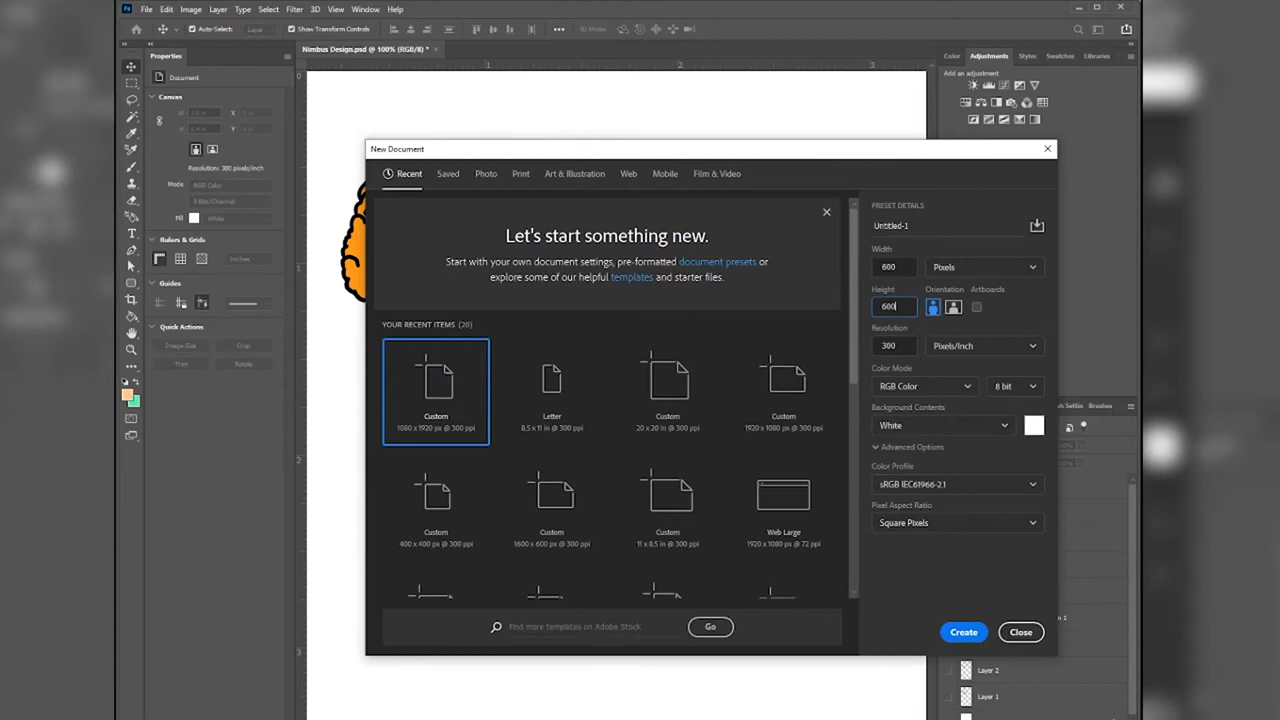 File Edit Image Layer Type Select Filter 3D View Window Help
Auto-Select: Layer Show Transform Controls 3D Mode:
Nimbus Design.psd @ 100% (RGB/8) *
Properties
Document
Canvas
W X
H Y
Resolution: 300 pixels/inch
Mode RGB Color
8 Bits/Channel
Fill White
Rulers & Grids
Inches
Guides
Quick Actions
Image Size Crop
Trim Rotate
0 1 2 3
1
2
3
Color Adjustments Styles Swatches Libraries
Add an adjustment
New Document
Recent Saved Photo Print Art & Illustration Web Mobile Film & Video
Let's start something new.
Start with your own document settings, pre-formatted document presets or
explore some of our helpful templates and starter files.
YOUR RECENT ITEMS (20)
Custom
1080 x 1920 px @ 300 ppi
Letter
8.5 x 11 in @ 300 ppi
Custom
20 x 20 in @ 300 ppi
Custom
1920 x 1080 px @ 300 ppi
Custom
400 x 400 px @ 300 ppi
Custom
1600 x 600 px @ 300 ppi
Custom
11 x 8.5 in @ 300 ppi
Web Large
1920 x 1080 px @ 72 ppi
Find more templates on Adobe Stock Go
PRESET DETAILS
Untitled-1
Width
600 Pixels
Height Orientation Artboards
600
Resolution
300 Pixels/Inch
Color Mode
RGB Color 8 bit
Background Contents
White
Advanced Options
Color Profile
sRGB IEC61966-2.1
Pixel Aspect Ratio
Square Pixels
Create Close
Brushes
Layer 2
Layer 1